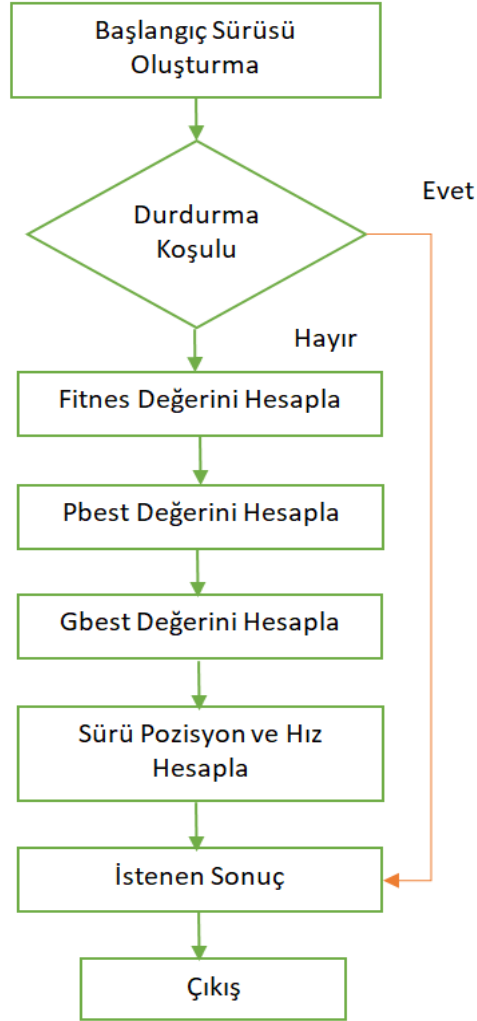 Başlangıç Sürüsü
Oluşturma
Evet
Durdurma
Koşulu
Hayır
Fitnes Değerini Hesapla
Pbest Değerini Hesapla
Gbest Değerini Hesapla
Sürü Pozisyon ve Hız
Hesapla
İstenen Sonuç
Çıkış